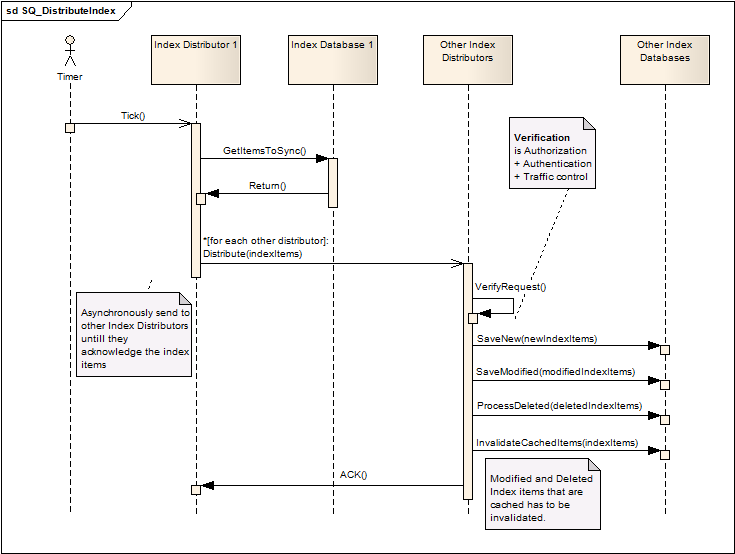 sd SQ_DistributeIndex
Timer
Index Distributor 1
Index Database 1
Other Index
Distributors
Other Index
Databases
Tick()
Verification
is Authorization
+ Authentication
+ Traffic control
GetItemsToSync()
Return()
*[for each other distributor]:
Distribute(indexItems)
VerifyRequest()
Asynchronously send to
other Index Distributors
untill they
acknowledge the index
items
SaveNew(newIndexItems)
SaveModified(modifiedIndexItems)
ProcessDeleted(deletedIndexItems)
InvalidateCachedItems(indexItems)
ACK()
Modified and Deleted
Index items that are
cached has to be
invalidated.